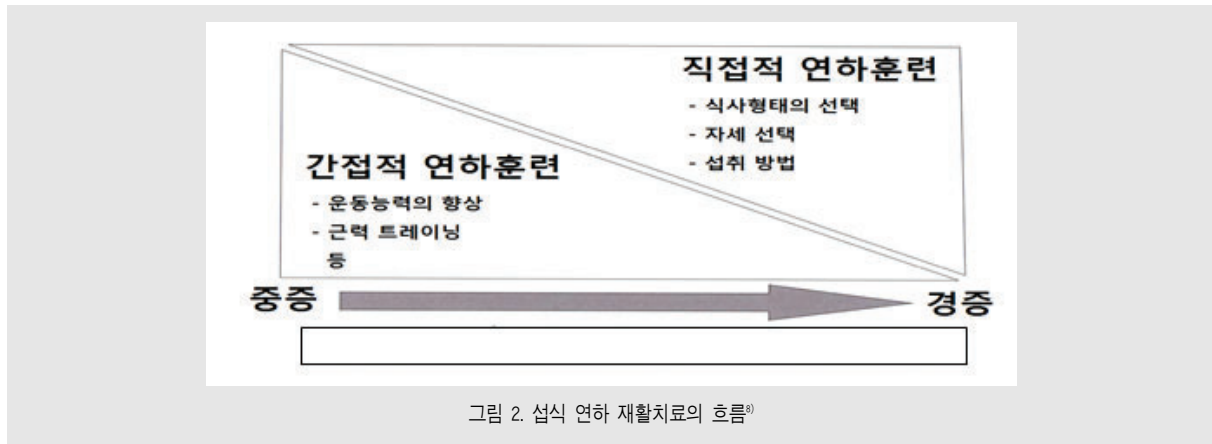 직접적 연하훈련
- 식사형태의 선택
- 자세 선택
- 섭취 방법
간접적 연하훈련
- 운동능력의 향상
- 근력 트레이닝
등
중증
경증
그림 2. 섭식 연하 재활치료의 흐름⁸⁾